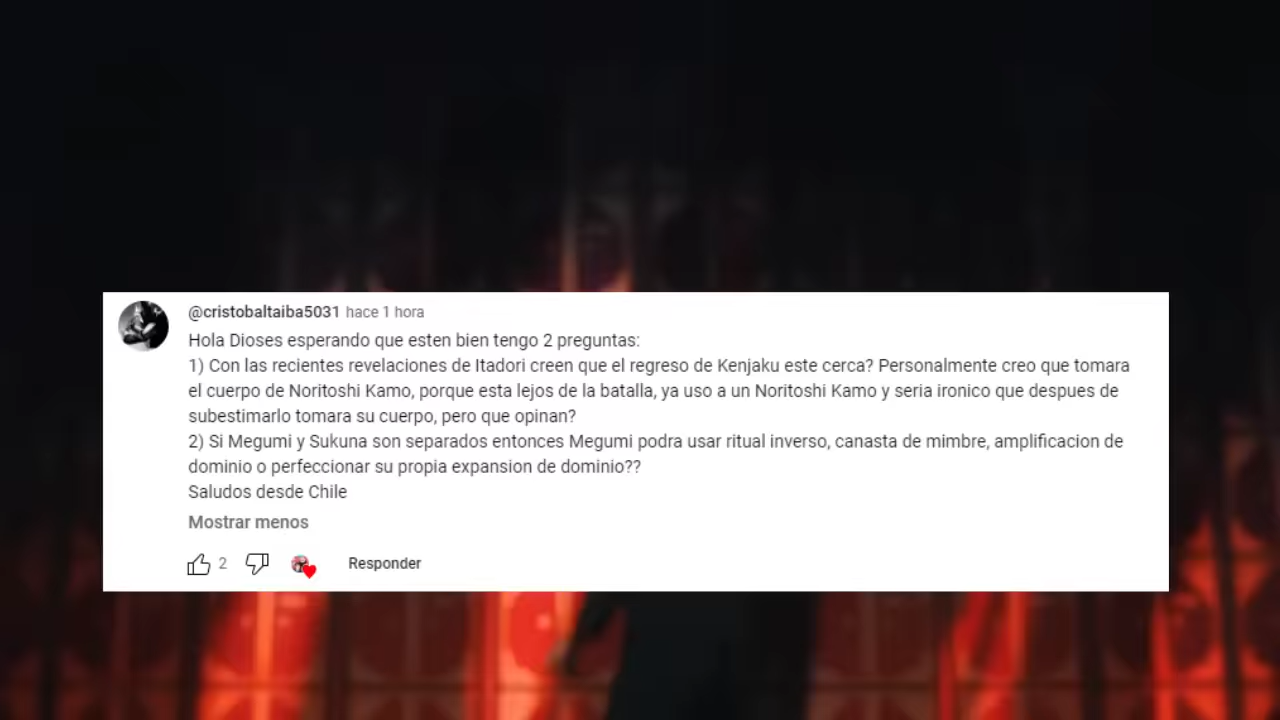 @cristobaltaiba5031 hace 1 hora
Hola Dioses esperando que esten bien tengo 2 preguntas:
1) Con las recientes revelaciones de Itadori creen que el regreso de Kenjaku este cerca? Personalmente creo que tomara
el cuerpo de Noritoshi Kamo, porque esta lejos de la batalla, ya uso a un Noritoshi Kamo y seria ironico que despues de
subestimarlo tomara su cuerpo, pero que opinan?
2) Si Megumi y Sukuna son separados entonces Megumi podra usar ritual inverso, canasta de mimbre, amplificacion de
dominio o perfeccionar su propia expansion de dominio??
Saludos desde Chile
Mostrar menos
2 Responder